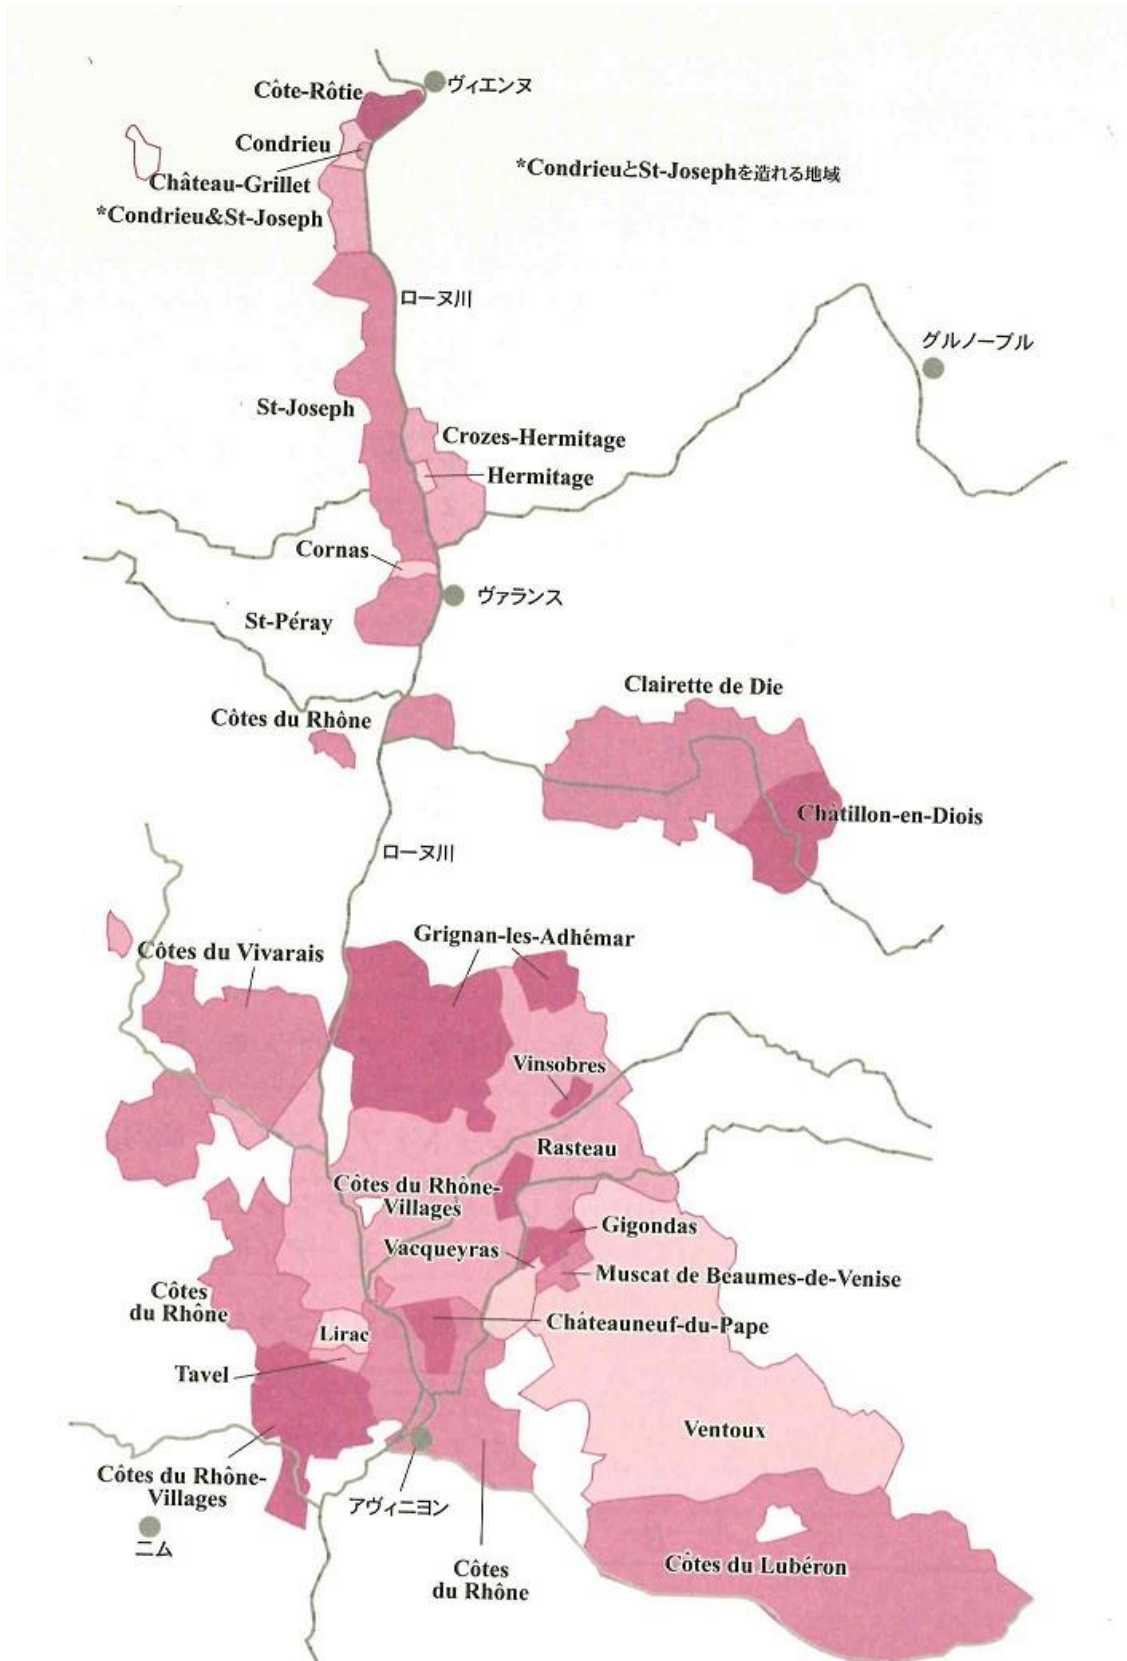 ヴィエンヌ
Côte-Rôtie
Condrieu
*CondrieuとSt-Josephを造れる地域
Château-Grillet
*Condrieu&St-Joseph
ローヌ川
グルノーブル
St-Joseph
Crozes-Hermitage
Hermitage
Cornas
ヴァランス
St-Péray
Clairette de Die
Côtes du Rhône
Châtillon-en-Diois
ローヌ川
Grignan-les-Adhémar
Côtes du Vivarais
Vinsobres
Rasteau
Côtes du Rhône-
Villages
Gigondas
Vacqueyras
Muscat de Beaumes-de-Venise
Côtes
du Rhône
Châteauneuf-du-Pape
Lirac
Tavel
Ventoux
Côtes du Rhône-
Villages
アヴィニヨン
ニム
Côtes
du Rhône
Côtes du Lubéron